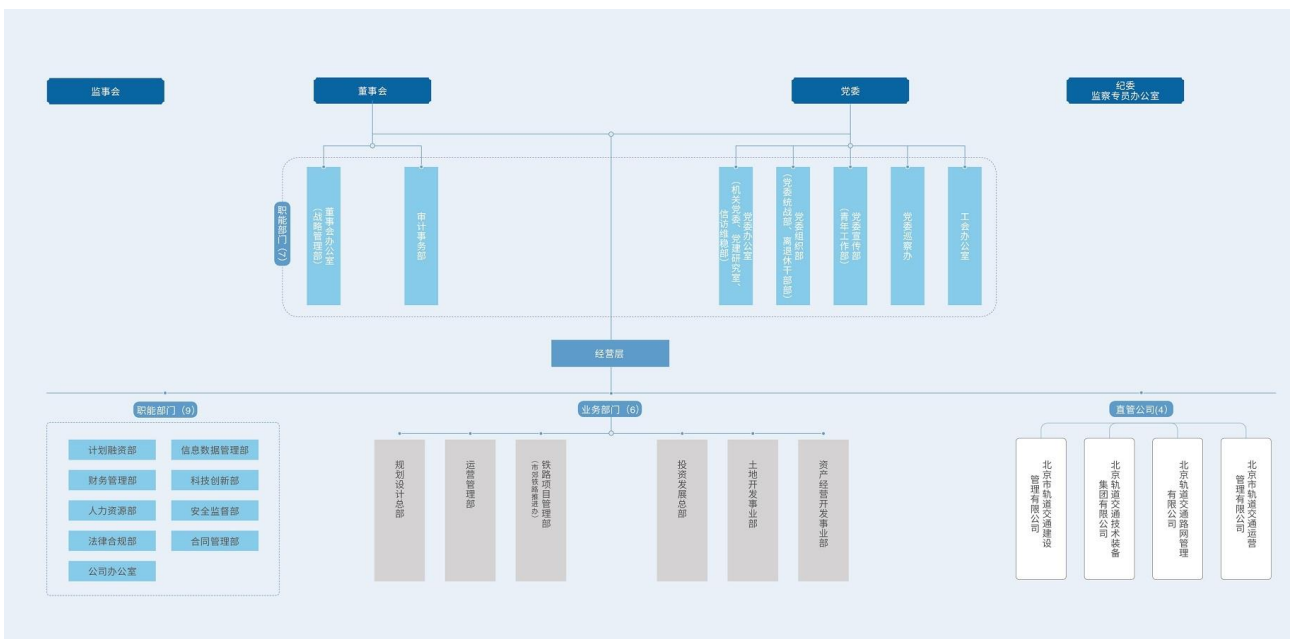 监事会
董事会
党委
纪委
监察专员办公室
职能部门（7）
董事会办公室
（战略管理部）
审计事务部
党委办公室
（机关党委、党建研究室、
信访维稳部）
党委组织部
（党委统战部、离退休干部部）
党委宣传部
（青年工作部）
党委巡察办
工会办公室
经营层
职能部门（9）
业务部门（6）
直管公司(4)
计划融资部
信息数据管理部
财务管理部
科技创新部
人力资源部
安全监督部
法律合规部
合同管理部
公司办公室
规划设计总部
运营管理部
铁路项目管理部
（市郊铁路推进办）
投资发展总部
土地开发事业部
资产经营开发事业部
北京市轨道交通建设
管理有限公司
北京轨道交通技术装备
集团有限公司
北京轨道交通路网管理
有限公司
北京市轨道交通运营
管理有限公司